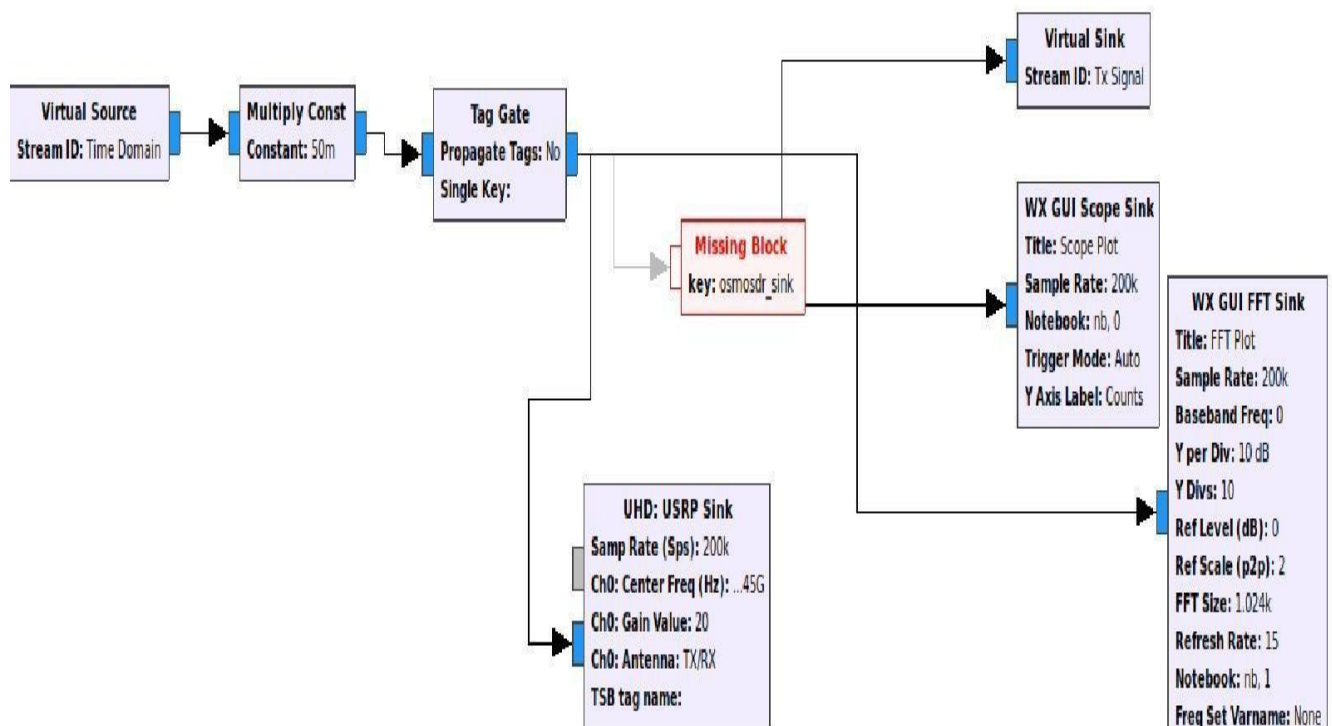 Virtual Source
Stream ID: Time Domain
Multiply Const
Constant: 50m
Tag Gate
Propagate Tags: No
Single Key:
Missing Block
key: osmosdr_sink
Virtual Sink
Stream ID: Tx Signal
WX GUI Scope Sink
Title: Scope Plot
Sample Rate: 200k
Notebook: nb, 0
Trigger Mode: Auto
Y Axis Label: Counts
WX GUI FFT Sink
Title: FFT Plot
Sample Rate: 200k
Baseband Freq: 0
Y per Div: 10 dB
Y Divs: 10
Ref Level (dB): 0
Ref Scale (p2p): 2
FFT Size: 1.024k
Refresh Rate: 15
Notebook: nb, 1
Freq Set Varname: None
UHD: USRP Sink
Samp Rate (Sps): 200k
Ch0: Center Freq (Hz): ...45G
Ch0: Gain Value: 20
Ch0: Antenna: TX/RX
TSB tag name: